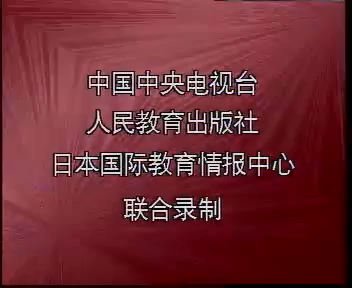 中国中央电视台
人民教育出版社
日本国际教育情报中心
联合录制